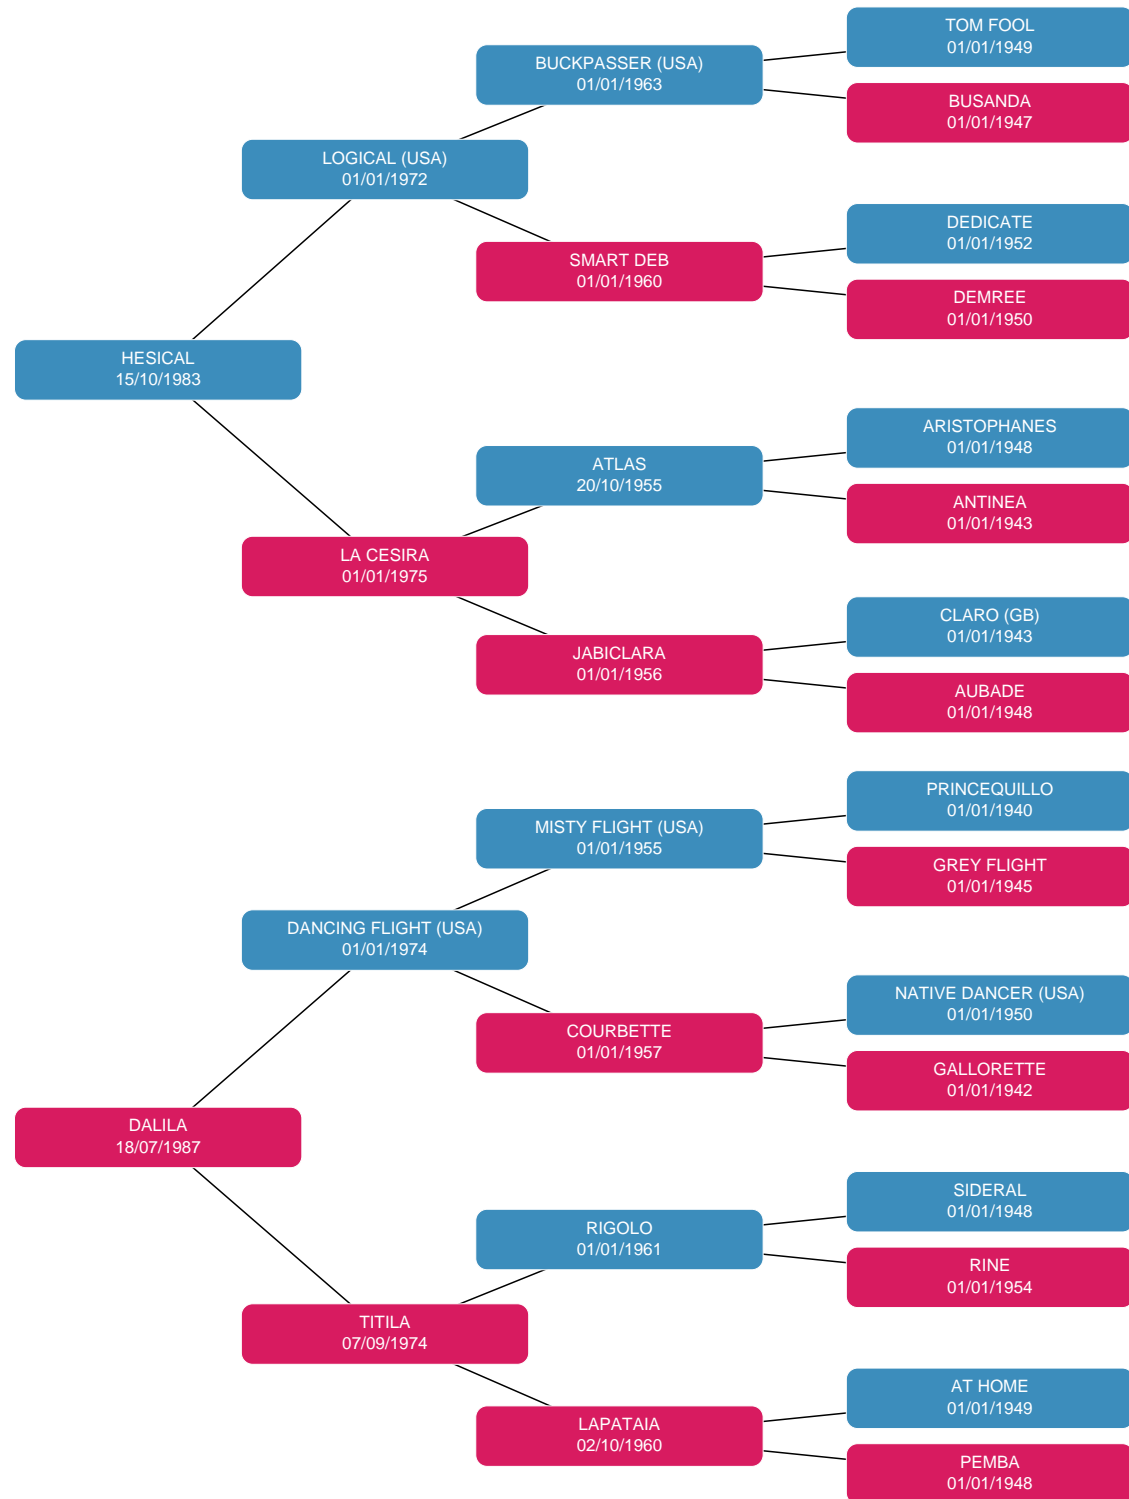 TOM FOOL
01/01/1949
BUCKPASSER (USA)
01/01/1963
BUSANDA
01/01/1947
LOGICAL (USA)
01/01/1972
DEDICATE
01/01/1952
SMART DEB
01/01/1960
DEMREE
01/01/1950
HESICAL
15/10/1983
ARISTOPHANES
01/01/1948
ATLAS
20/10/1955
ANTINEA
01/01/1943
LA CESIRA
01/01/1975
CLARO (GB)
01/01/1943
JABICLARA
01/01/1956
AUBADE
01/01/1948
PRINCEQUILLO
01/01/1940
MISTY FLIGHT (USA)
01/01/1955
GREY FLIGHT
01/01/1945
DANCING FLIGHT (USA)
01/01/1974
NATIVE DANCER (USA)
01/01/1950
COURBETTE
01/01/1957
GALLORETTE
01/01/1942
DALILA
18/07/1987
SIDERAL
01/01/1948
RIGOLO
01/01/1961
RINE
01/01/1954
TITILA
07/09/1974
AT HOME
01/01/1949
LAPATAIA
02/10/1960
PEMBA
01/01/1948